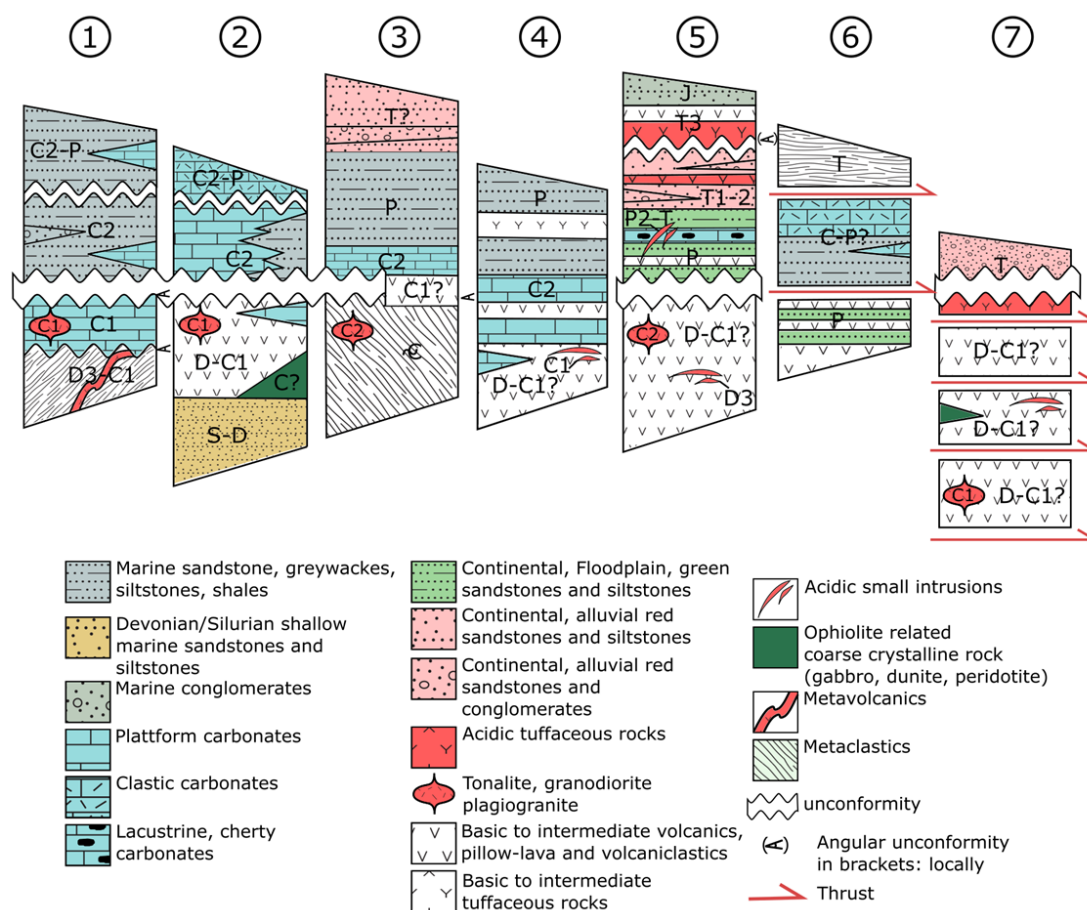 1
2
3
4
5
6
7
C2-P
C2
C1
C1
D3-C1
A
A
C2-P
C2
C1
D-C1
C?
S-D
T?
P
C2
C1?
C2
C
A
P
C2
C1
D-C1?
J
T3
T1-2
P2-T
P
C2
D-C1?
D3
(A)
T
C-P?
P
T
D-C1?
D-C1?
C1
D-C1?
Marine sandstone, greywackes,
siltstones, shales
Devonian/Silurian shallow
marine sandstones and
siltstones
Marine conglomerates
Plattform carbonates
Clastic carbonates
Lacustrine, cherty
carbonates
Continental, Floodplain, green
sandstones and siltstones
Continental, alluvial red
sandstones and siltstones
Continental, alluvial red
sandstones and
conglomerates
Acidic tuffaceous rocks
Tonalite, granodiorite
plagiogranite
Basic to intermediate volcanics,
pillow-lava and volcaniclastics
Basic to intermediate
tuffaceous rocks
Acidic small intrusions
Ophiolite related
coarse crystalline rock
(gabbro, dunite, peridotite)
Metavolcanics
Metaclastics
unconformity
(A) Angular unconformity
in brackets: locally
Thrust